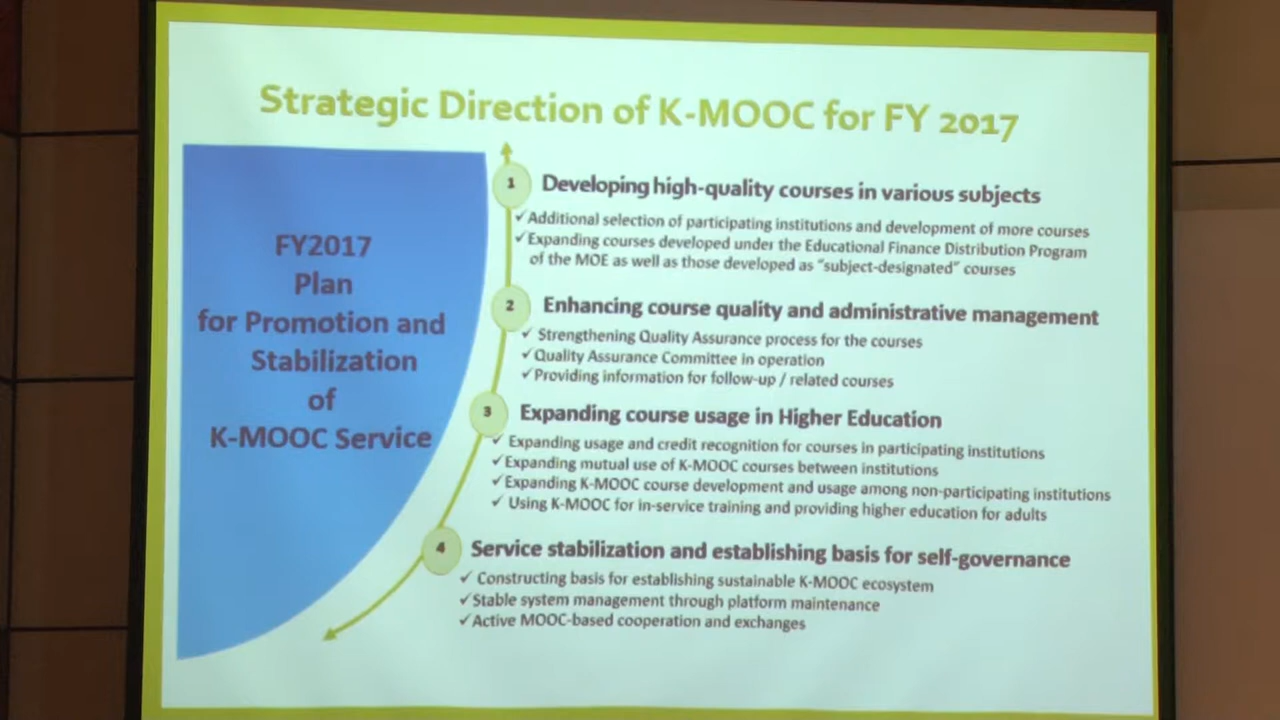 Strategic Direction of K-MOOC for FY 2017
FY2017
Plan
for Promotion and
Stabilization
of
K-MOOC Service
1 Developing high-quality courses in various subjects
✓Additional selection of participating institutions and development of more courses
✓Expanding courses developed under the Educational Finance Distribution Program
of the MOE as well as those developed as "subject-designated" courses
2 Enhancing course quality and administrative management
✓ Strengthening Quality Assurance process for the courses
✓Quality Assurance Committee in operation
✓Providing information for follow-up / related courses
3 Expanding course usage in Higher Education
✓ Expanding usage and credit recognition for courses in participating institutions
✓Expanding mutual use of K-MOOC courses between institutions
✓Expanding K-MOOC course development and usage among non-participating institutions
✓ Using K-MOOC for in-service training and providing higher education for adults
4 Service stabilization and establishing basis for self-governance
✓ Constructing basis for establishing sustainable K-MOOC ecosystem
✓Stable system management through platform maintenance
✓Active MOOC-based cooperation and exchanges